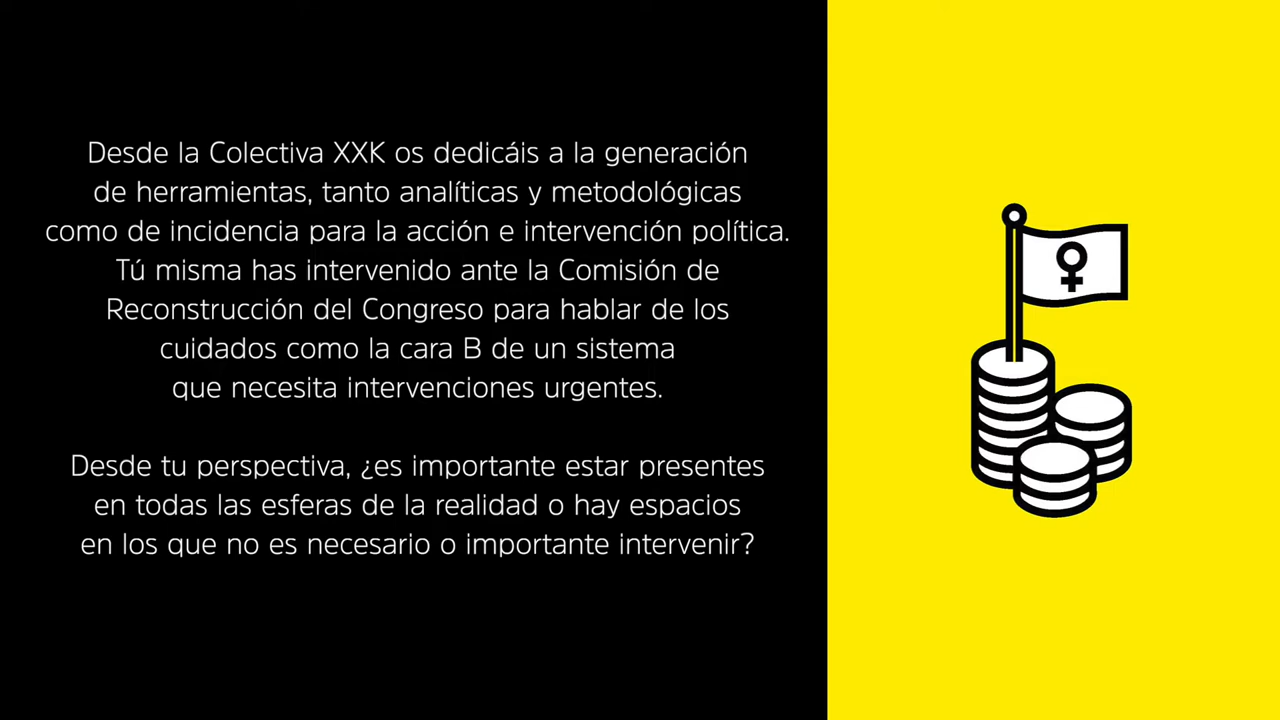 Desde la Colectiva XXK os dedicáis a la generación
de herramientas, tanto analíticas y metodológicas
como de incidencia para la acción e intervención política.
Tú misma has intervenido ante la Comisión de
Reconstrucción del Congreso para hablar de los
cuidados como la cara B de un sistema
que necesita intervenciones urgentes.
Desde tu perspectiva, ¿es importante estar presentes
en todas las esferas de la realidad o hay espacios
en los que no es necesario o importante intervenir?